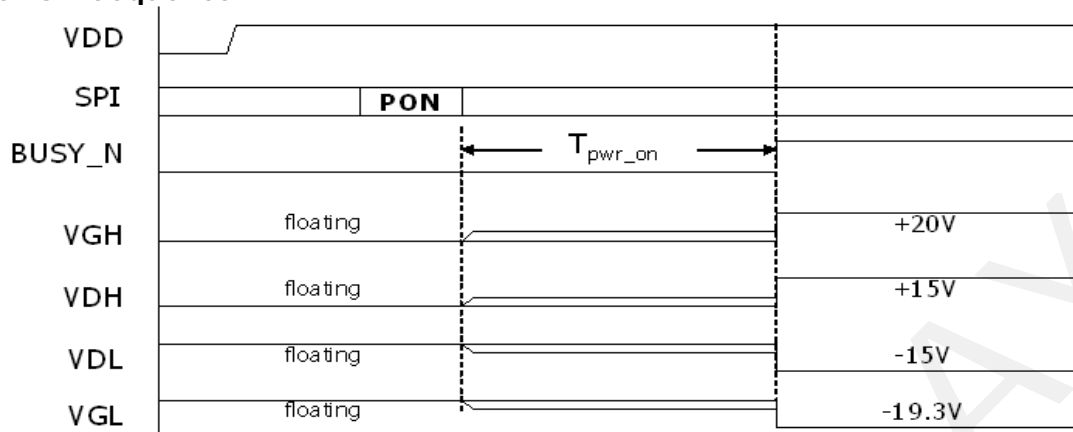 VDD
SPI
PON
BUSY_N
Tpwr_on
VGH
floating
+20V
VDH
floating
+15V
VDL
floating
-15V
VGL
floating
-19.3V